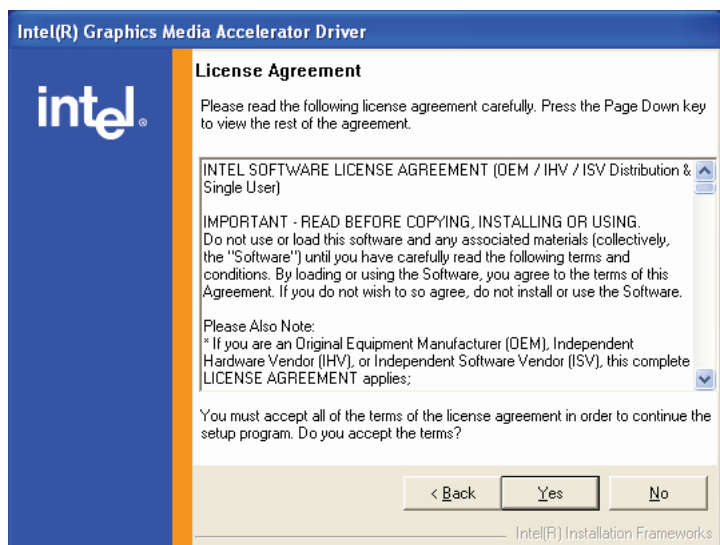 Intel(R) Graphics Media Accelerator Driver
intel®
License Agreement
Please read the following license agreement carefully. Press the Page Down key
to view the rest of the agreement.
INTEL SOFTWARE LICENSE AGREEMENT (OEM / IHV / ISV Distribution &
Single User)
IMPORTANT - READ BEFORE COPYING, INSTALLING OR USING.
Do not use or load this software and any associated materials (collectively,
the "Software") until you have carefully read the following terms and
conditions. By loading or using the Software, you agree to the terms of this
Agreement. If you do not wish to so agree, do not install or use the Software.
Please Also Note:
* If you are an Original Equipment Manufacturer (OEM), Independent
Hardware Vendor (IHV), or Independent Software Vendor (ISV), this complete
LICENSE AGREEMENT applies;
You must accept all of the terms of the license agreement in order to continue the
setup program. Do you accept the terms?
< Back
Yes
No
Intel(R) Installation Frameworks